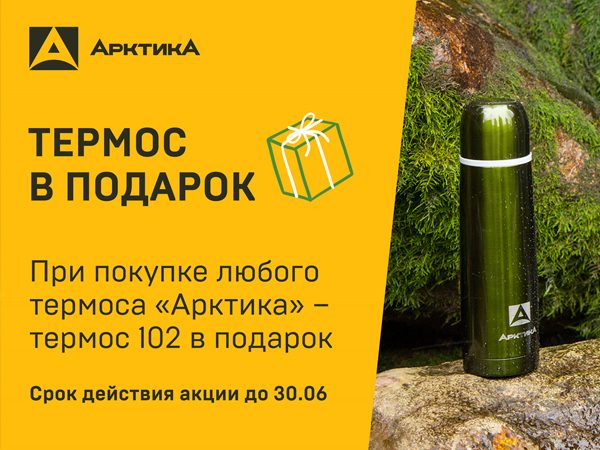 АРКТИКА
ТЕРМОС
В ПОДАРОК
При покупке любого
термоса «Арктика» –
термос 102 в подарок
Срок действия акции до 30.06
АРКТИКА